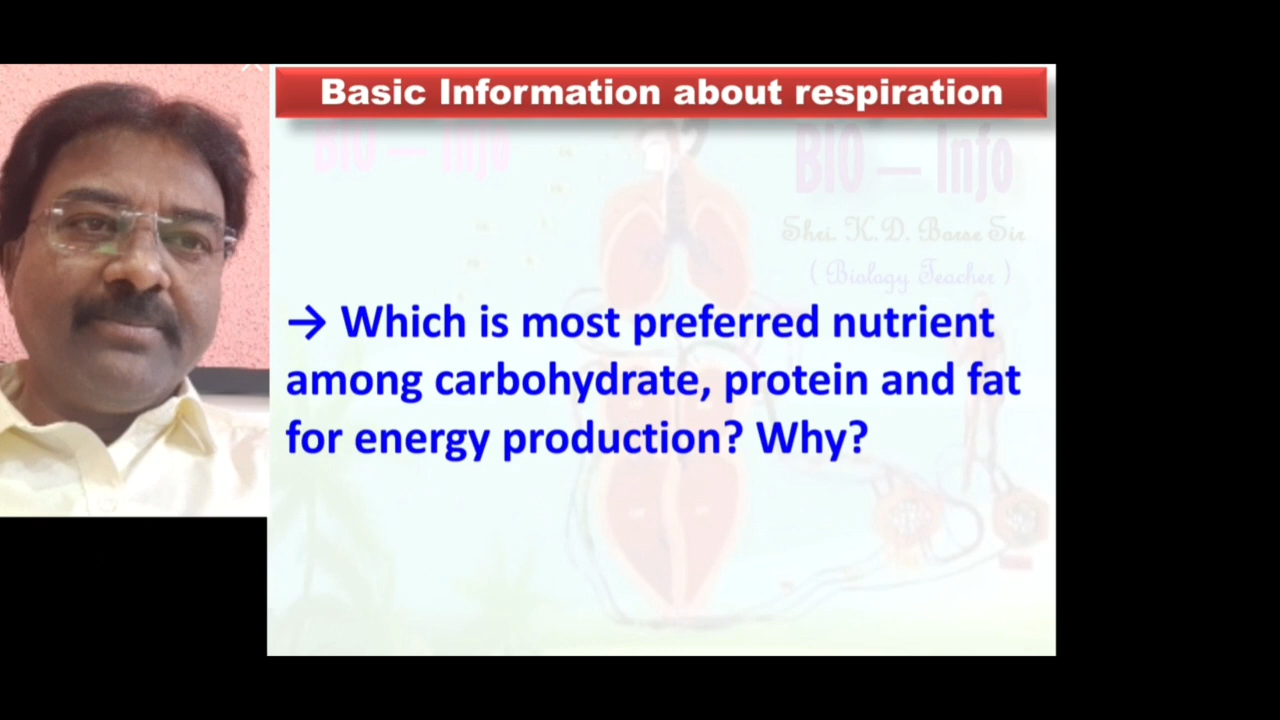 Basic Information about respiration
BIO — Info
BIO — Info
Shri. K.D. Borse Sir
( Biology Teacher )
→ Which is most preferred nutrient
among carbohydrate, protein and fat
for energy production? Why?